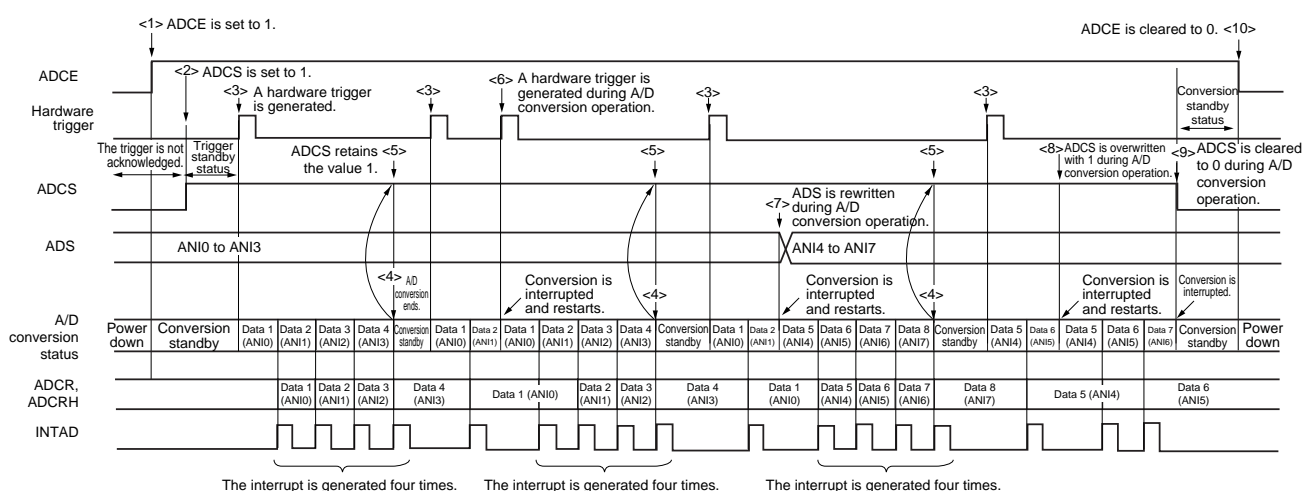 <1> ADCE is set to 1.
ADCE is cleared to 0. <10>
ADCE
<2> ADCS is set to 1.
<3> A hardware trigger
is generated.
<3>
<6> A hardware trigger is
generated during A/D
conversion operation.
<3>
<3>
Conversion
standby
status
Hardware
trigger
The trigger is not
acknowledged.
Trigger
standby
status
ADCS retains
the value 1.
<5>
<5>
<5>
<8> ADCS is overwritten
with 1 during A/D
conversion operation.
<9> ADCS is cleared
to 0 during A/D
conversion
operation.
ADCS
<7> ADS is rewritten
during A/D
conversion operation.
ADS
ANI0 to ANI3
ANI4 to ANI7
<4> A/D
conversion
ends.
Conversion is
interrupted
and restarts.
<4>
Conversion is
interrupted
and restarts.
<4>
Conversion is
interrupted
and restarts.
Conversion is
interrupted.
A/D
conversion
status
Power
down
Conversion
standby
Data 1
(ANI0)
Data 2
(ANI1)
Data 3
(ANI2)
Data 4
(ANI3)
Conversion
standby
Data 1
(ANI0)
Data 2
(ANI1)
Data 1
(ANI0)
Data 2
(ANI1)
Data 3
(ANI2)
Data 4
(ANI3)
Conversion
standby
Data 1
(ANI0)
Data 2
(ANI1)
Data 5
(ANI4)
Data 6
(ANI5)
Data 7
(ANI6)
Data 8
(ANI7)
Conversion
standby
Data 5
(ANI4)
Data 6
(ANI5)
Data 5
(ANI4)
Data 6
(ANI5)
Data 7
(ANI6)
Conversion
standby
Power
down
ADCR,
ADCRH
Data 1
(ANI0)
Data 2
(ANI1)
Data 3
(ANI2)
Data 4
(ANI3)
Data 1 (ANI0)
Data 2
(ANI1)
Data 3
(ANI2)
Data 4
(ANI3)
Data 1
(ANI0)
Data 5
(ANI4)
Data 6
(ANI5)
Data 7
(ANI6)
Data 8
(ANI7)
Data 5 (ANI4)
Data 6
(ANI5)
INTAD
The interrupt is generated four times.
The interrupt is generated four times.
The interrupt is generated four times.